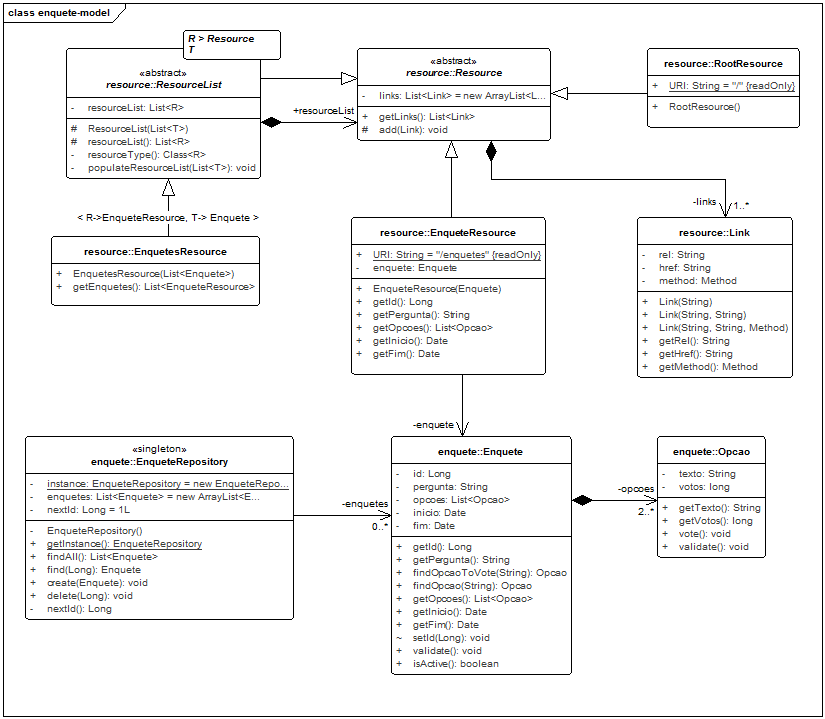 class enquete-model
R > Resource
T
«abstract»
resource::ResourceList
- resourceList: List<R>
# ResourceList(List<T>)
# resourceList(): List<R>
- resourceType(): Class<R>
- populateResourceList(List<T>): void
+resourceList
«abstract»
resource::Resource
- links: List<Link> = new ArrayList<L...
+ getLinks(): List<Link>
# add(Link): void
resource::RootResource
+ URI: String = "/" {readOnly}
+ RootResource()
< R->EnqueteResource, T-> Enquete >
resource::EnquetesResource
+ EnquetesResource(List<Enquete>)
+ getEnquetes(): List<EnqueteResource>
resource::EnqueteResource
+ URI: String = "/enquetes" {readOnly}
- enquete: Enquete
+ EnqueteResource(Enquete)
+ getId(): Long
+ getPergunta(): String
+ getOpcoes(): List<Opcao>
+ getInicio(): Date
+ getFim(): Date
-links
1..*
resource::Link
- rel: String
- href: String
- method: Method
+ Link(String)
+ Link(String, String)
+ Link(String, String, Method)
+ getRel(): String
+ getHref(): String
+ getMethod(): Method
-enquete
«singleton»
enquete::EnqueteRepository
- instance: EnqueteRepository = new EnqueteRepo...
- enquetes: List<Enquete> = new ArrayList<E...
- nextId: Long = 1L
- EnqueteRepository()
+ getInstance(): EnqueteRepository
+ findAll(): List<Enquete>
+ find(Long): Enquete
+ create(Enquete): void
+ delete(Long): void
- nextId(): Long
-enquetes
0..*
enquete::Enquete
- id: Long
- pergunta: String
- opcoes: List<Opcao>
- inicio: Date
- fim: Date
+ getId(): Long
+ getPergunta(): String
+ findOpcaoToVote(String): Opcao
+ findOpcao(String): Opcao
+ getOpcoes(): List<Opcao>
+ getInicio(): Date
+ getFim(): Date
~ setId(Long): void
+ validate(): void
+ isActive(): boolean
-opcoes
2..*
enquete::Opcao
- texto: String
- votos: long
+ getTexto(): String
+ getVotos(): long
+ vote(): void
+ validate(): void